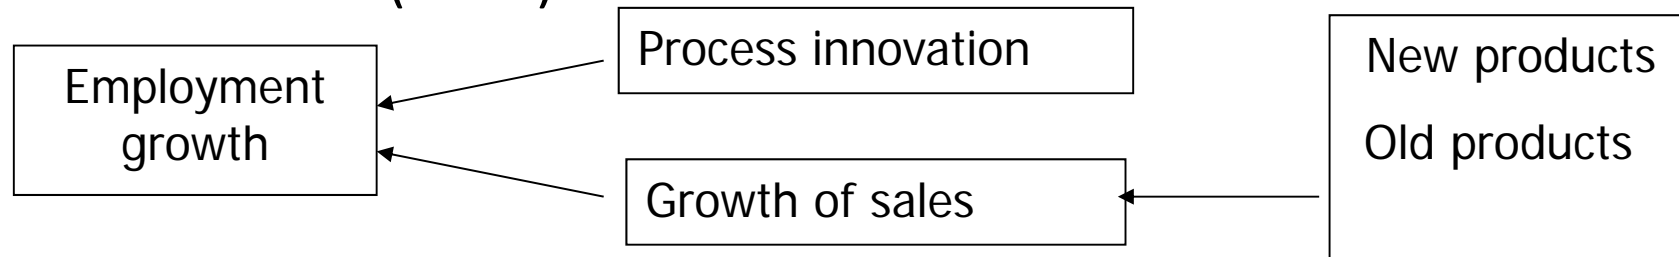 Employment
growth
Process innovation
Growth of sales
New products
Old products